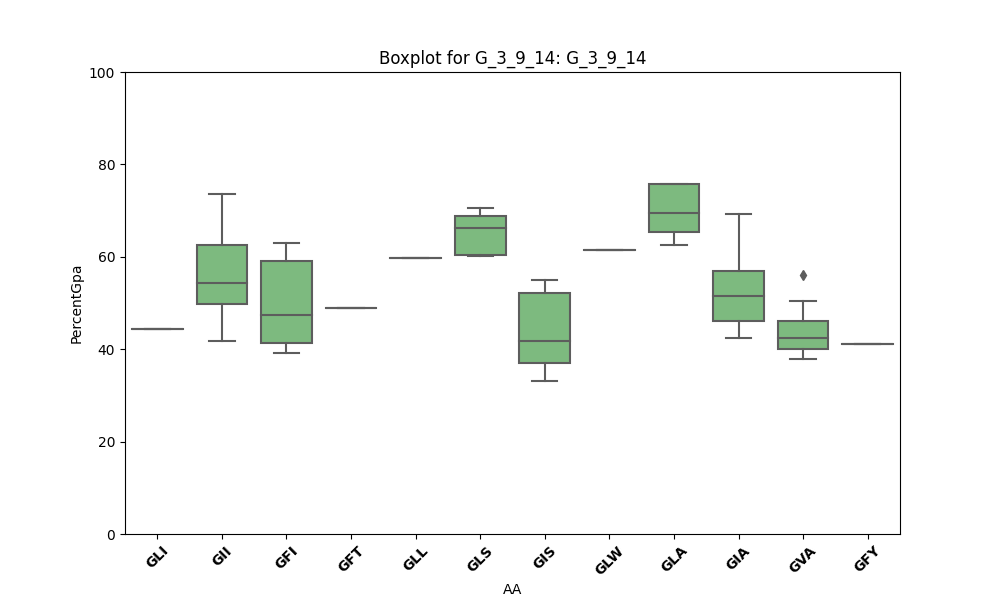 Boxplot for G_3_9_14: G_3_9_14
100
80
60
40
20
0
PercentGpa
GLI
GII
GFI
GFT
GLL
GLS
GIS
GLW
GLA
GIA
GVA
GFY
AA